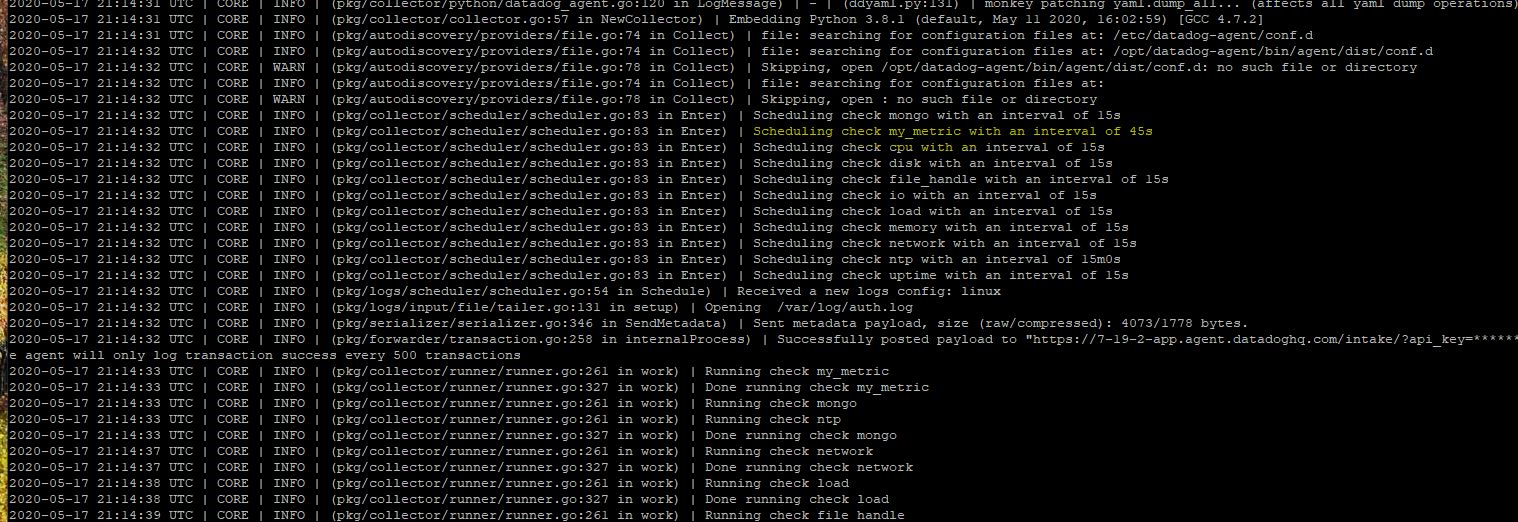 2020-05-17 21:14:31 UTC | CORE | INFO | (pkg/collector/python/datadog_agent.go:120 in LogMessage) | - | (ddyaml.py:131) | monkey patching yaml.dump_all... (affects all yaml dump operations)
2020-05-17 21:14:31 UTC | CORE | INFO | (pkg/collector/collector.go:57 in NewCollector) | Embedding Python 3.8.1 (default, May 11 2020, 16:02:59) [GCC 4.7.2]
2020-05-17 21:14:31 UTC | CORE | INFO | (pkg/autodiscovery/providers/file.go:74 in Collect) | file: searching for configuration files at: /etc/datadog-agent/conf.d
2020-05-17 21:14:32 UTC | CORE | INFO | (pkg/autodiscovery/providers/file.go:74 in Collect) | file: searching for configuration files at: /opt/datadog-agent/bin/agent/dist/conf.d
2020-05-17 21:14:32 UTC | CORE | WARN | (pkg/autodiscovery/providers/file.go:78 in Collect) | Skipping, open /opt/datadog-agent/bin/agent/dist/conf.d: no such file or directory
2020-05-17 21:14:32 UTC | CORE | INFO | (pkg/autodiscovery/providers/file.go:74 in Collect) | file: searching for configuration files at:
2020-05-17 21:14:32 UTC | CORE | WARN | (pkg/autodiscovery/providers/file.go:78 in Collect) | Skipping, open : no such file or directory
2020-05-17 21:14:32 UTC | CORE | INFO | (pkg/collector/scheduler/scheduler.go:83 in Enter) | Scheduling check mongo with an interval of 15s
2020-05-17 21:14:32 UTC | CORE | INFO | (pkg/collector/scheduler/scheduler.go:83 in Enter) | Scheduling check my_metric with an interval of 45s
2020-05-17 21:14:32 UTC | CORE | INFO | (pkg/collector/scheduler/scheduler.go:83 in Enter) | Scheduling check cpu with an interval of 15s
2020-05-17 21:14:32 UTC | CORE | INFO | (pkg/collector/scheduler/scheduler.go:83 in Enter) | Scheduling check disk with an interval of 15s
2020-05-17 21:14:32 UTC | CORE | INFO | (pkg/collector/scheduler/scheduler.go:83 in Enter) | Scheduling check file_handle with an interval of 15s
2020-05-17 21:14:32 UTC | CORE | INFO | (pkg/collector/scheduler/scheduler.go:83 in Enter) | Scheduling check io with an interval of 15s
2020-05-17 21:14:32 UTC | CORE | INFO | (pkg/collector/scheduler/scheduler.go:83 in Enter) | Scheduling check load with an interval of 15s
2020-05-17 21:14:32 UTC | CORE | INFO | (pkg/collector/scheduler/scheduler.go:83 in Enter) | Scheduling check memory with an interval of 15s
2020-05-17 21:14:32 UTC | CORE | INFO | (pkg/collector/scheduler/scheduler.go:83 in Enter) | Scheduling check network with an interval of 15s
2020-05-17 21:14:32 UTC | CORE | INFO | (pkg/collector/scheduler/scheduler.go:83 in Enter) | Scheduling check ntp with an interval of 15m0s
2020-05-17 21:14:32 UTC | CORE | INFO | (pkg/collector/scheduler/scheduler.go:83 in Enter) | Scheduling check uptime with an interval of 15s
2020-05-17 21:14:32 UTC | CORE | INFO | (pkg/logs/scheduler/scheduler.go:54 in Schedule) | Received a new logs config: linux
2020-05-17 21:14:32 UTC | CORE | INFO | (pkg/logs/input/file/tailer.go:131 in setup) | Opening  /var/log/auth.log
2020-05-17 21:14:32 UTC | CORE | INFO | (pkg/serializer/serializer.go:346 in SendMetadata) | Sent metadata payload, size (raw/compressed): 4073/1778 bytes.
2020-05-17 21:14:32 UTC | CORE | INFO | (pkg/forwarder/transaction.go:258 in internalProcess) | Successfully posted payload to "https://7-19-2-app.agent.datadoghq.com/intake/?api_key=******
e agent will only log transaction success every 500 transactions
2020-05-17 21:14:33 UTC | CORE | INFO | (pkg/collector/runner/runner.go:261 in work) | Running check my_metric
2020-05-17 21:14:33 UTC | CORE | INFO | (pkg/collector/runner/runner.go:327 in work) | Done running check my_metric
2020-05-17 21:14:33 UTC | CORE | INFO | (pkg/collector/runner/runner.go:261 in work) | Running check mongo
2020-05-17 21:14:33 UTC | CORE | INFO | (pkg/collector/runner/runner.go:261 in work) | Running check ntp
2020-05-17 21:14:33 UTC | CORE | INFO | (pkg/collector/runner/runner.go:327 in work) | Done running check mongo
2020-05-17 21:14:37 UTC | CORE | INFO | (pkg/collector/runner/runner.go:261 in work) | Running check network
2020-05-17 21:14:37 UTC | CORE | INFO | (pkg/collector/runner/runner.go:327 in work) | Done running check network
2020-05-17 21:14:38 UTC | CORE | INFO | (pkg/collector/runner/runner.go:261 in work) | Running check load
2020-05-17 21:14:38 UTC | CORE | INFO | (pkg/collector/runner/runner.go:327 in work) | Done running check load
2020-05-17 21:14:39 UTC | CORE | INFO | (pkg/collector/runner/runner.go:261 in work) | Running check file_handle